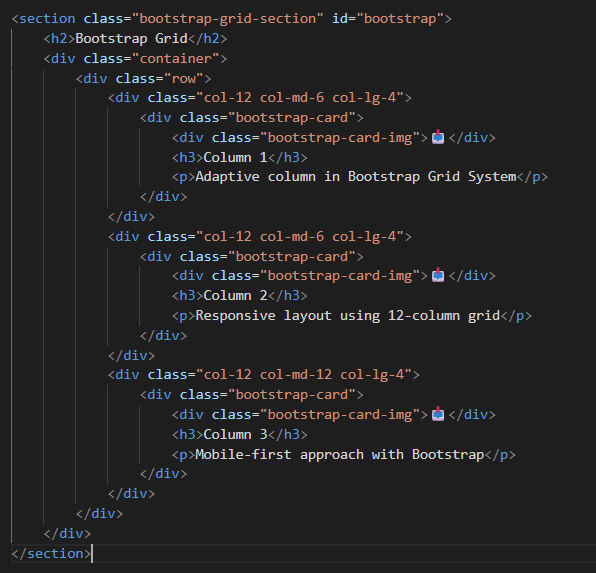 <section class="bootstrap-grid-section" id="bootstrap">
    <h2>Bootstrap Grid</h2>
    <div class="container">
        <div class="row">
            <div class="col-12 col-md-6 col-lg-4">
                <div class="bootstrap-card">
                    <div class="bootstrap-card-img">📥</div>
                    <h3>Column 1</h3>
                    <p>Adaptive column in Bootstrap Grid System</p>
                </div>
            </div>
            <div class="col-12 col-md-6 col-lg-4">
                <div class="bootstrap-card">
                    <div class="bootstrap-card-img">📥</div>
                    <h3>Column 2</h3>
                    <p>Responsive layout using 12-column grid</p>
                </div>
            </div>
            <div class="col-12 col-md-12 col-lg-4">
                <div class="bootstrap-card">
                    <div class="bootstrap-card-img">📥</div>
                    <h3>Column 3</h3>
                    <p>Mobile-first approach with Bootstrap</p>
                </div>
            </div>
        </div>
    </div>
</section>